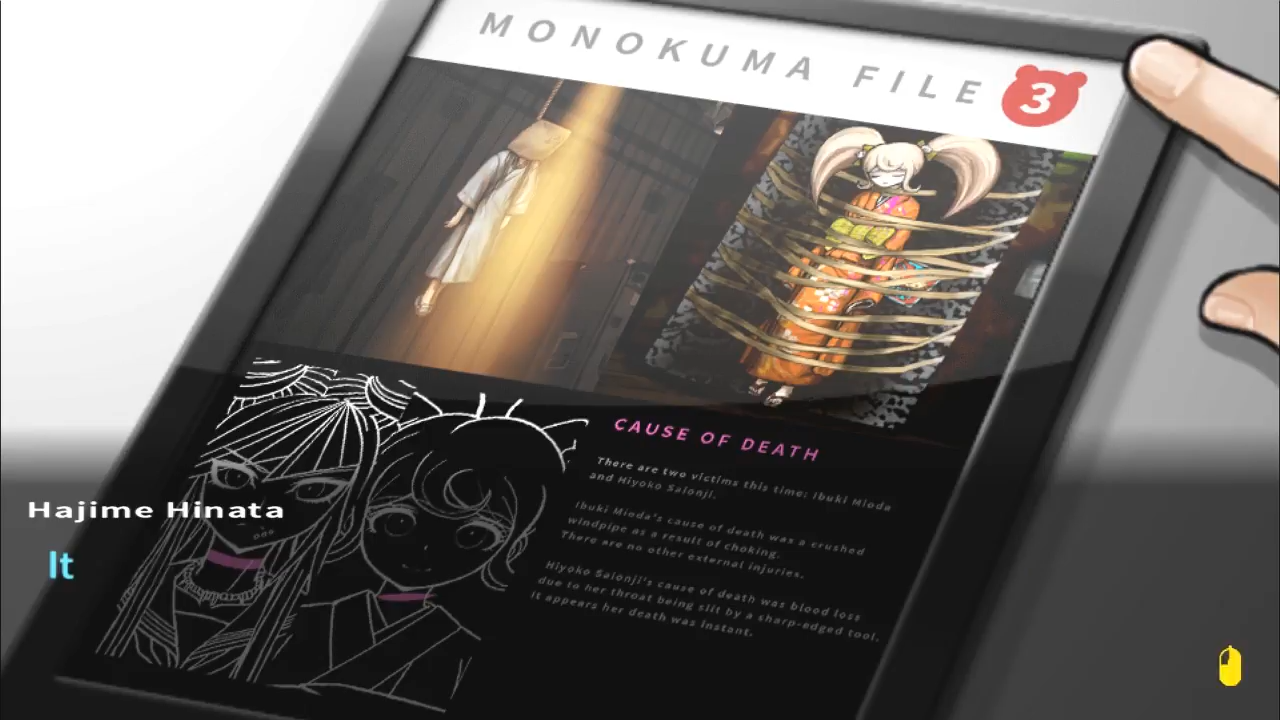 MONOKUMA FILE 3
CAUSE OF DEATH
There are two victims this time: Ibuki Mioda
and Hiyoko Saionji.
Ibuki Mioda's cause of death was a crushed
windpipe as a result of choking.
There are no other external injuries.
Hiyoko Saionji's cause of death was blood loss
due to her throat being slit by a sharp-edged tool.
It appears her death was instant.
Hajime Hinata
It